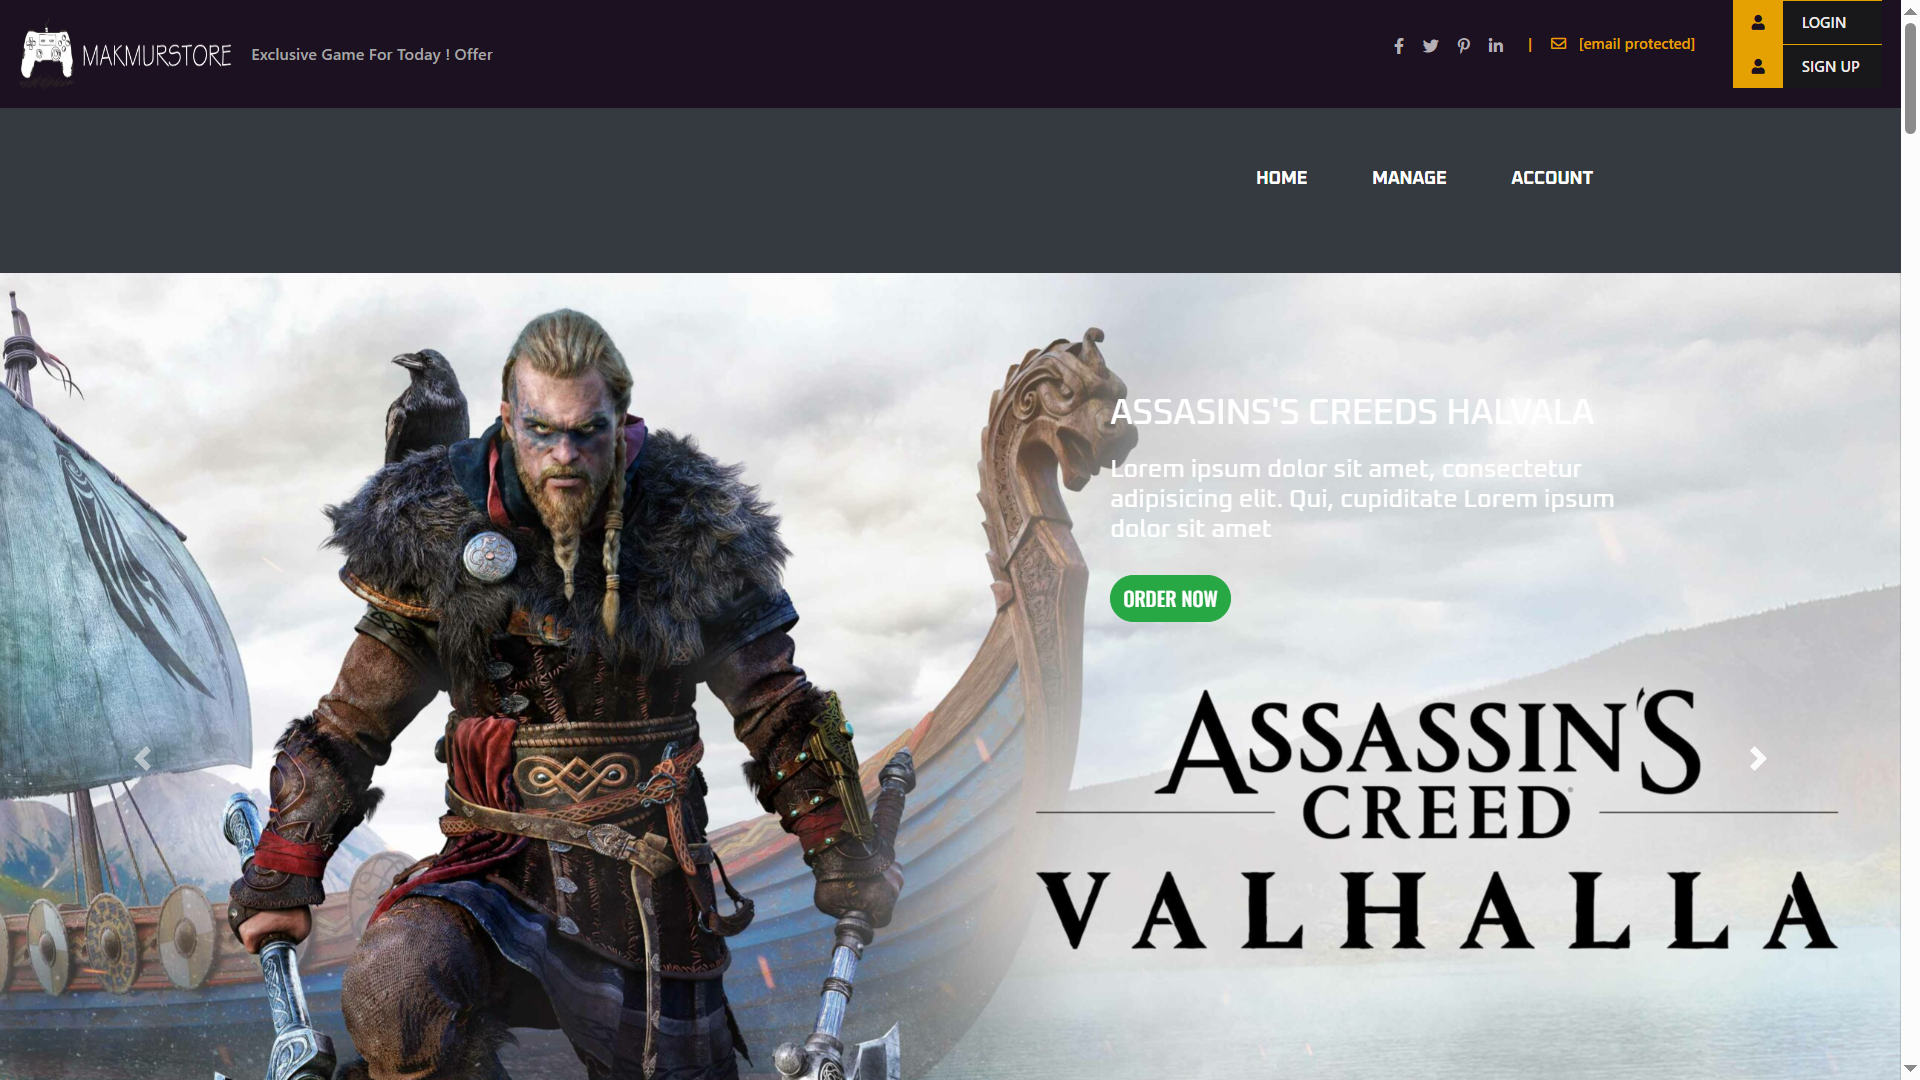 MAKMURSTORE
Exclusive Game For Today ! Offer
| [email protected]
LOGIN
SIGN UP
HOME MANAGE ACCOUNT
ASSASINS'S CREEDS HALVALA
Lorem ipsum dolor sit amet, consectetur
adipisicing elit. Qui, cupiditate Lorem ipsum
dolor sit amet
ORDER NOW
ASSASSIN'S
CREED
VALHALLA